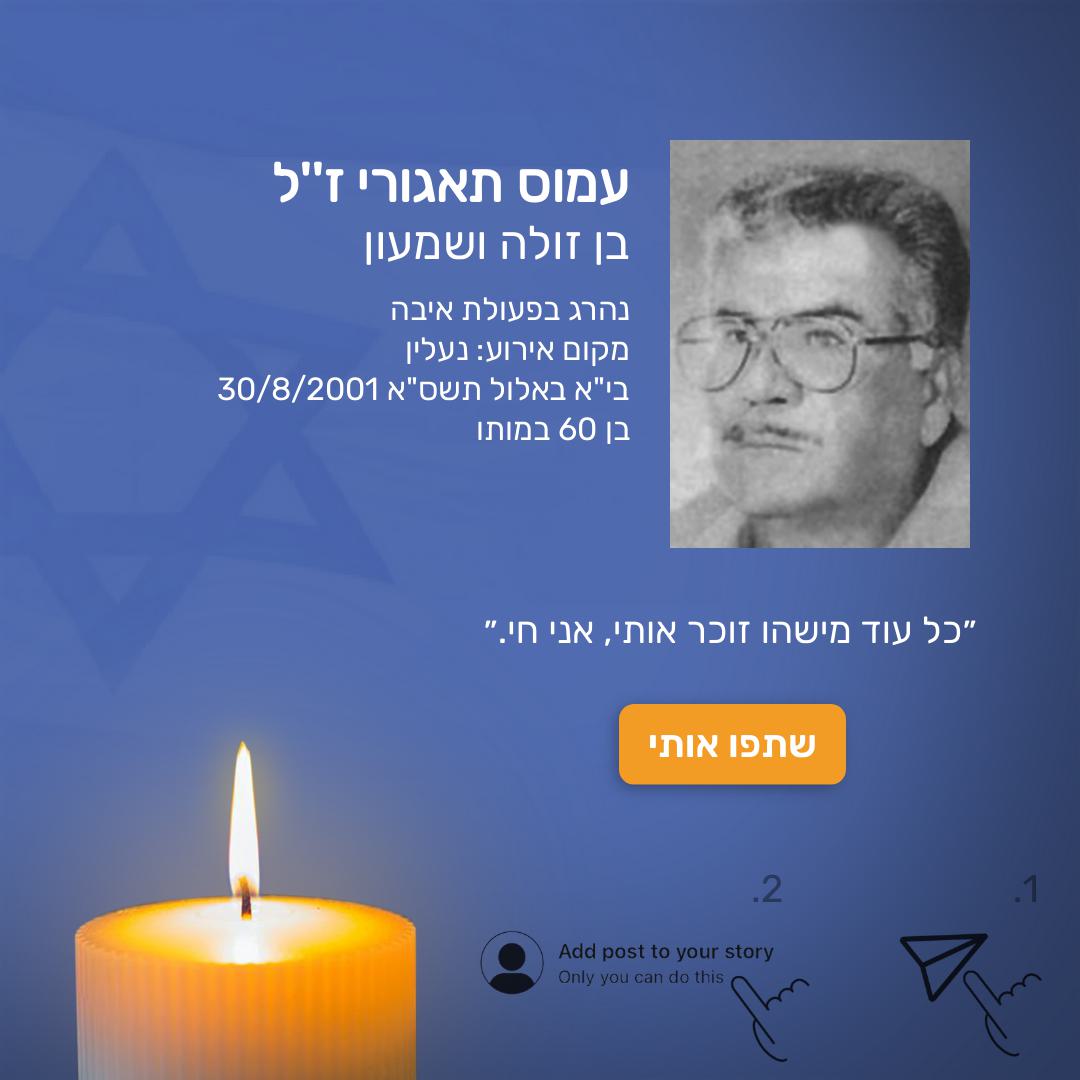 עמוס תאגורי ז''ל
בן זולה ושמעון
נהרג בפעולת איבה
מקום אירוע: נעלין
בי"א באלול תשס"א 30/8/2001
בן 60 במותו
״כל עוד מישהו זוכר אותי, אני חי.״
שתפו אותי
1.
2.
Add post to your story
Only you can do this